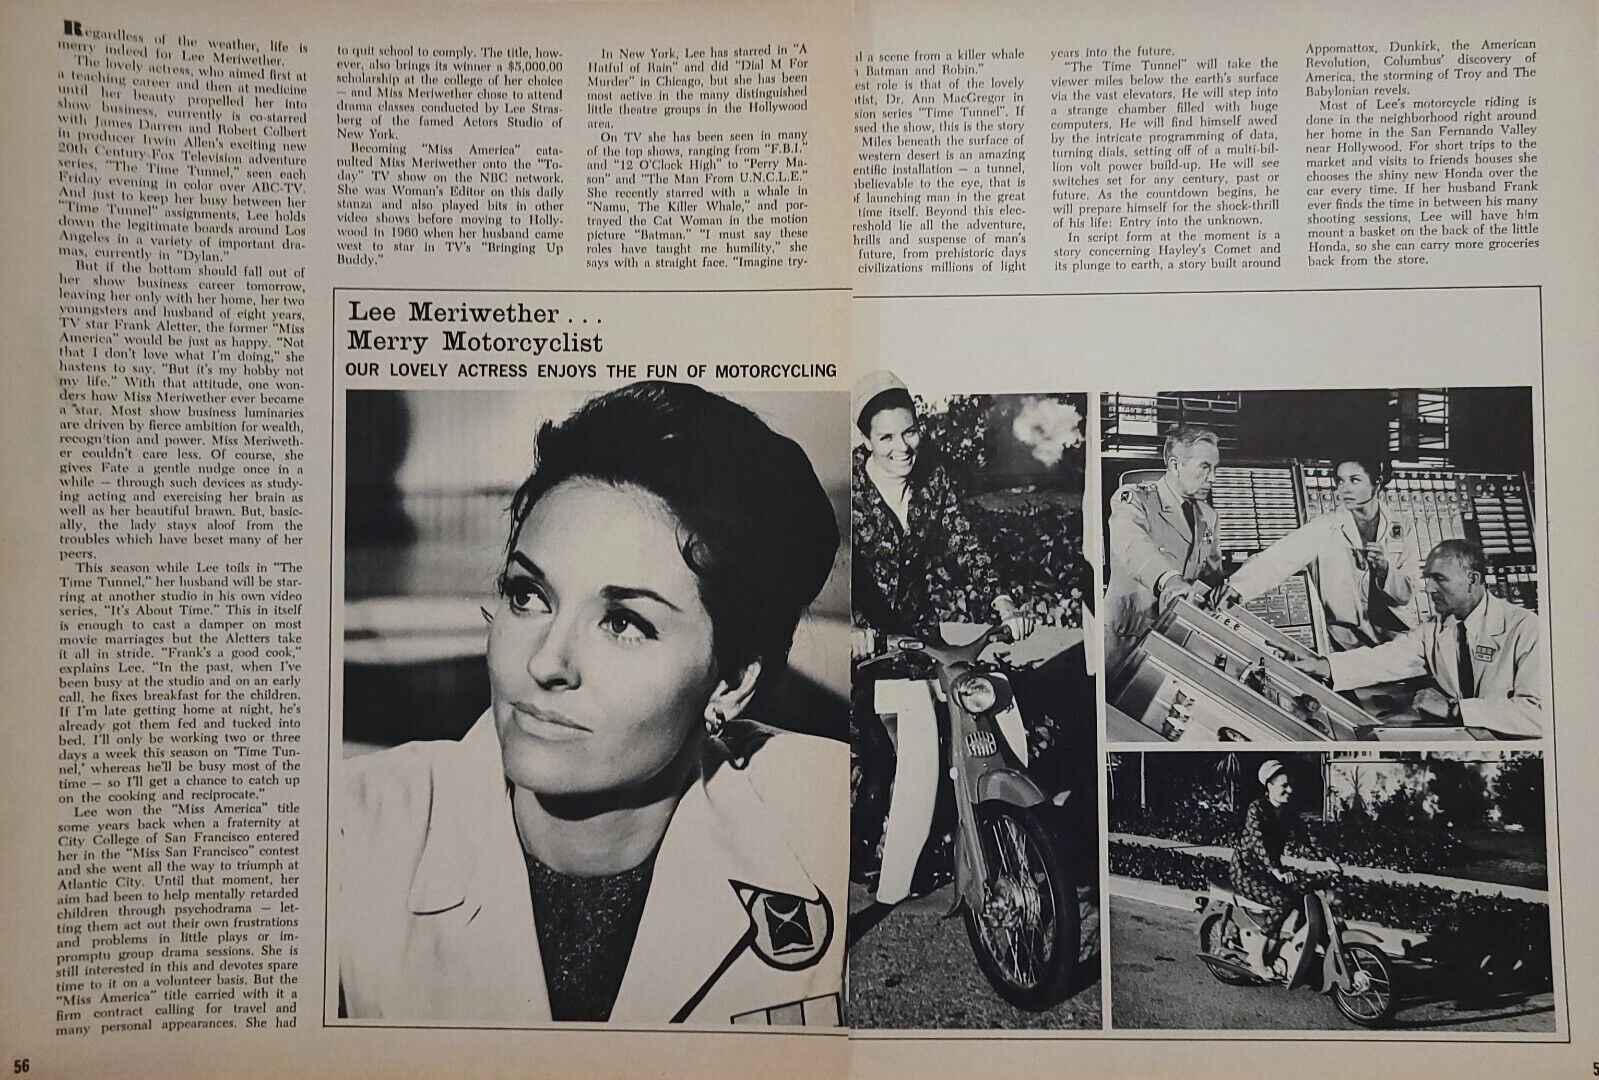 Regardless of the weather, life is
merry indeed for Lee Meriwether.
The lovely actress, who aimed first at
a teaching career and then at medicine
until her beauty propelled her into
show business, currently is co-starred
with James Darren and Robert Colbert
in producer Irwin Allen's exciting new
20th Century-Fox Television adventure
series, "The Time Tunnel," seen each
Friday evening in color over ABC-TV.
And just to keep her busy between her
"Time Tunnel" assignments, Lee holds
down the legitimate boards around Los
Angeles in a variety of important dra-
mas, currently in "Dylan."
But if the bottom should fall out of
her show business career tomorrow,
leaving her only with her home, her two
youngsters and husband of eight years,
TV star Frank Aletter, the former "Miss
America" would be just as happy. "Not
that I don't love what I'm doing," she
hastens to say. "But it's my hobby not
my life." With that attitude, one won-
ders how Miss Meriwether ever became
a star. Most show business luminaries
are driven by fierce ambition for wealth,
recogn'tion and power. Miss Meriweth-
er couldn't care less. Of course, she
gives Fate a gentle nudge once in a
while — through such devices as study-
ing acting and exercising her brain as
well as her beautiful brawn. But, basic-
ally, the lady stays aloof from the
troubles which have beset many of her
peers.
This season while Lee toils in "The
Time Tunnel," her husband will be star-
ring at another studio in his own video
series, "It's About Time." This in itself
is enough to cast a damper on most
movie marriages but the Aletters take
it all in stride. "Frank's a good cook,"
explains Lee. "In the past, when I've
been busy at the studio and on an early
call, he fixes breakfast for the children.
If I'm late getting home at night, he's
already got them fed and tucked into
bed. I'll only be working two or three
days a week this season on 'Time Tun-
nel,' whereas he'll be busy most of the
time — so I'll get a chance to catch up
on the cooking and reciprocate."
Lee won the "Miss America" title
some years back when a fraternity at
City College of San Francisco entered
her in the "Miss San Francisco" contest
and she went all the way to triumph at
Atlantic City. Until that moment, her
aim had been to help mentally retarded
children through psychodrama — let-
ting them act out their own frustrations
and problems in little plays or im-
promptu group drama sessions. She is
still interested in this and devotes spare
time to it on a volunteer basis. But the
"Miss America" title carried with it a
firm contract calling for travel and
many personal appearances. She had
to quit school to comply. The title, how-
ever, also brings its winner a $5,000.00
scholarship at the college of her choice
— and Miss Meriwether chose to attend
drama classes conducted by Lee Stras-
berg of the famed Actors Studio of
New York.
Becoming "Miss America" cata-
pulted Miss Meriwether onto the "To-
day" TV show on the NBC network.
She was Woman's Editor on this daily
stanza and also played bits in other
video shows before moving to Holly-
wood in 1960 when her husband came
west to star in TV's "Bringing Up
Buddy."
In New York, Lee has starred in "A
Hatful of Rain" and did "Dial M For
Murder" in Chicago, but she has been
most active in the many distinguished
little theatre groups in the Hollywood
area.
On TV she has been seen in many
of the top shows, ranging from "F.B.I."
and "12 O'Clock High" to "Perry Ma-
son" and "The Man From U.N.C.L.E."
She recently starred with a whale in
"Namu, The Killer Whale," and por-
trayed the Cat Woman in the motion
picture "Batman." "I must say these
roles have taught me humility," she
says with a straight face. "Imagine try-
a scene from a killer whale
Batman and Robin."
est role is that of the lovely
tist, Dr. Ann MacGregor in
sion series "Time Tunnel". If
ssed the show, this is the story
Miles beneath the surface of
western desert is an amazing
entific installation — a tunnel,
nbelievable to the eye, that is
of launching man in the great
time itself. Beyond this elec-
reshold lie all the adventure,
hrills and suspense of man's
future, from prehistoric days
civilizations millions of light
years into the future.
"The Time Tunnel" will take the
viewer miles below the earth's surface
via the vast elevators. He will step into
a strange chamber filled with huge
computers. He will find himself awed
by the intricate programming of data,
turning dials, setting off of a multi-bil-
lion volt power build-up. He will see
switches set for any century, past or
future. As the countdown begins, he
will prepare himself for the shock-thrill
of his life: Entry into the unknown.
In script form at the moment is a
story concerning Hayley's Comet and
its plunge to earth, a story built around
Appomattox, Dunkirk, the American
Revolution, Columbus' discovery of
America, the storming of Troy and The
Babylonian revels.
Most of Lee's motorcycle riding is
done in the neighborhood right around
her home in the San Fernando Valley
near Hollywood. For short trips to the
market and visits to friends houses she
chooses the shiny new Honda over the
car every time. If her husband Frank
ever finds the time in between his many
shooting sessions, Lee will have him
mount a basket on the back of the little
Honda, so she can carry more groceries
back from the store.
Lee Meriwether . . .
Merry Motorcyclist
OUR LOVELY ACTRESS ENJOYS THE FUN OF MOTORCYCLING
56
5